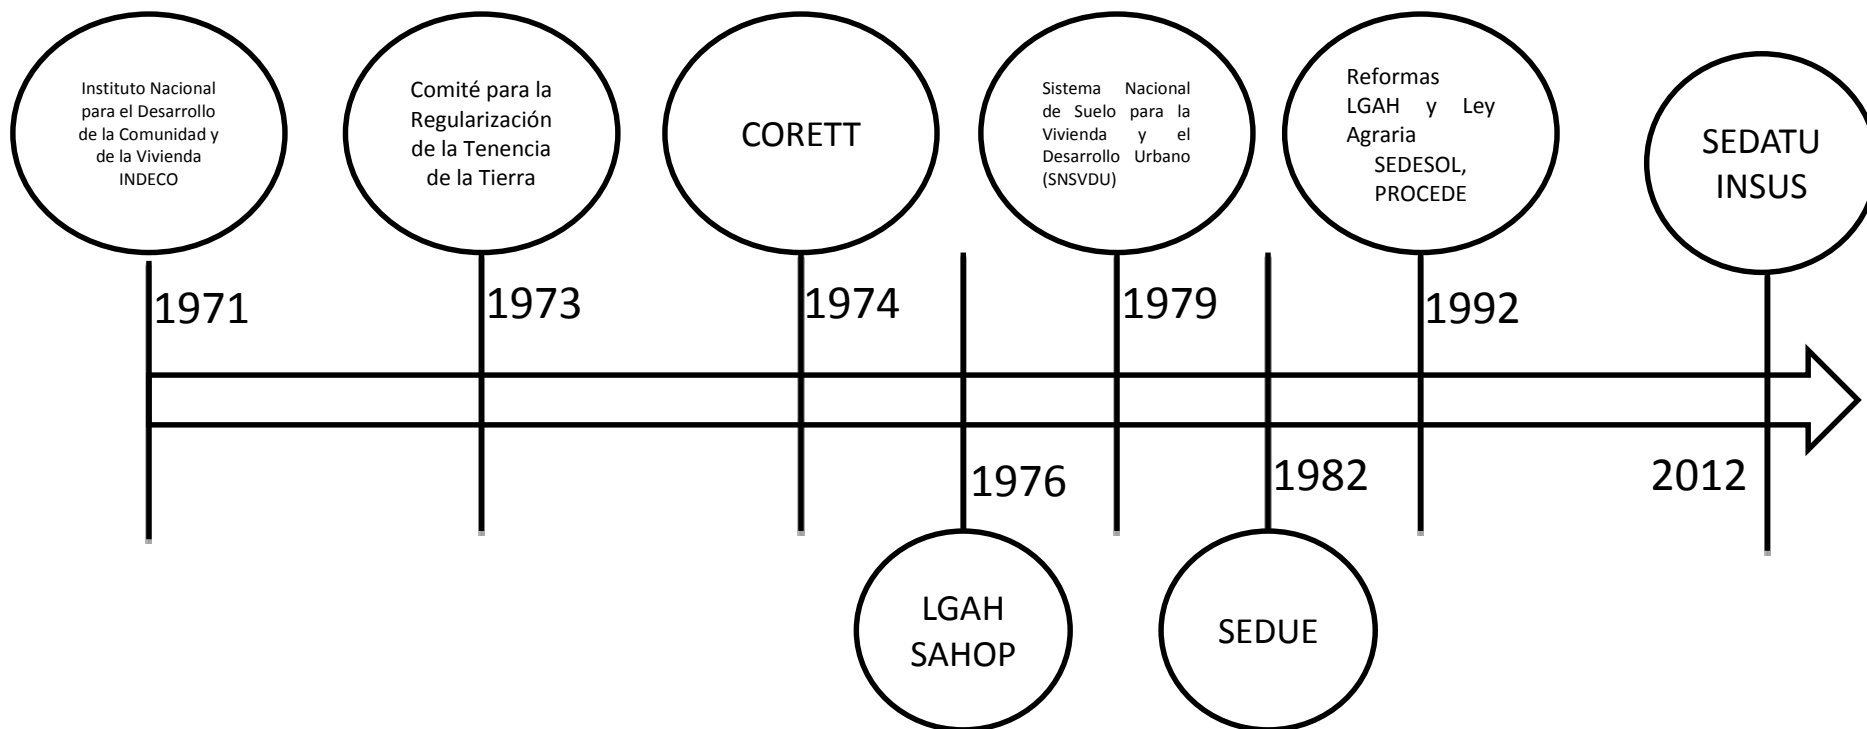 Instituto Nacional
para el Desarrollo
de la Comunidad y
de la Vivienda
INDECO
1971
Comité para la
Regularización
de la Tenencia
de la Tierra
1973
CORETT
1974
LGAH
SAHOP
1976
Sistema Nacional
de Suelo para la
Vivienda y el
Desarrollo Urbano
(SNSVDU)
1979
SEDUE
1982
Reformas
LGAH y Ley
Agraria
SEDESOL,
PROCEDE
1992
SEDATU
INSUS
2012